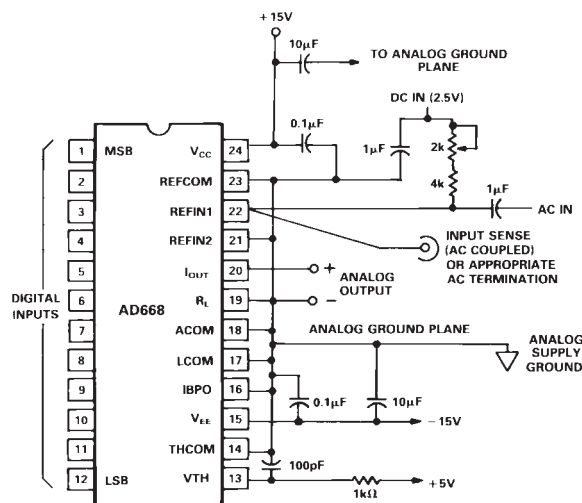 +15V
10µF
TO ANALOG GROUND
PLANE
DC IN (2.5V)
0.1µF
1µF
2k
4k
1µF
AC IN
INPUT SENSE
(AC COUPLED)
OR APPROPRIATE
AC TERMINATION
DIGITAL
INPUTS
AD668
1 MSB
2
3
4
5
6
7
8
9
10
11
12 LSB
V_CC 24
REFCOM 23
REFIN1 22
REFIN2 21
I_OUT 20
R_L 19
ACOM 18
LCOM 17
IBPO 16
V_EE 15
THCOM 14
VTH 13
+
ANALOG
OUTPUT
–
ANALOG GROUND PLANE
ANALOG
SUPPLY
GROUND
0.1µF
10µF
–15V
100pF
1kΩ
+5V